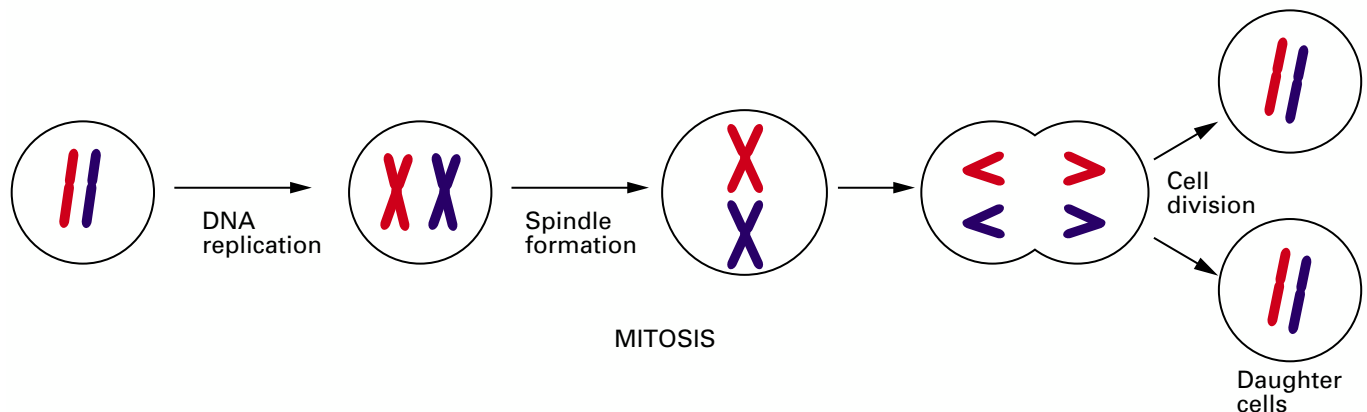 DNA
replication
Spindle
formation
Cell
division
MITOSIS
Daughter
cells